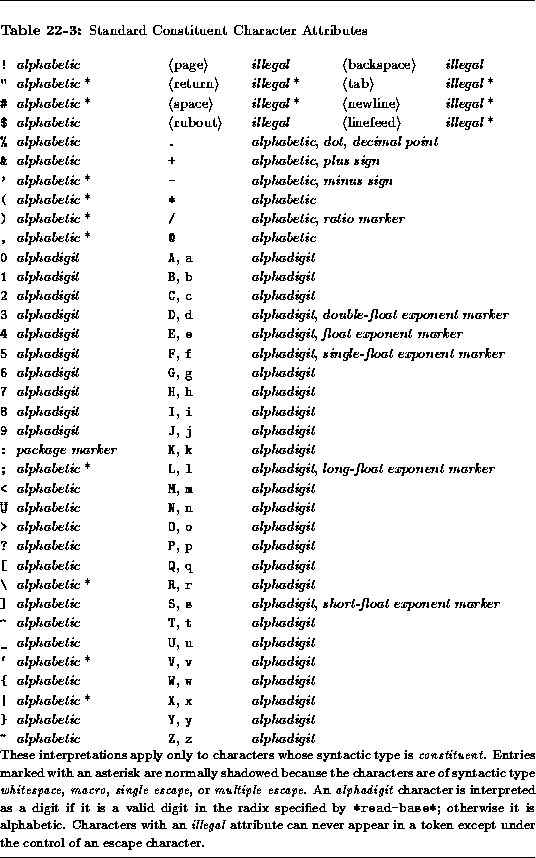 Table 22-3: Standard Constituent Character Attributes
! alphabetic ⟨page⟩ illegal ⟨backspace⟩ illegal
" alphabetic * ⟨return⟩ illegal * ⟨tab⟩ illegal *
# alphabetic * ⟨space⟩ illegal * ⟨newline⟩ illegal *
$ alphabetic ⟨rubout⟩ illegal ⟨linefeed⟩ illegal *
% alphabetic . alphabetic, dot, decimal point
& alphabetic + alphabetic, plus sign
' alphabetic * - alphabetic, minus sign
( alphabetic * * alphabetic
) alphabetic * / alphabetic, ratio marker
, alphabetic * @ alphabetic
0 alphadigit A, a alphadigit
1 alphadigit B, b alphadigit
2 alphadigit C, c alphadigit
3 alphadigit D, d alphadigit, double-float exponent marker
4 alphadigit E, e alphadigit, float exponent marker
5 alphadigit F, f alphadigit, single-float exponent marker
6 alphadigit G, g alphadigit
7 alphadigit H, h alphadigit
8 alphadigit I, i alphadigit
9 alphadigit J, j alphadigit
: package marker K, k alphadigit
; alphabetic * L, l alphadigit, long-float exponent marker
< alphabetic M, m alphadigit
U alphabetic N, n alphadigit
> alphabetic O, o alphadigit
? alphabetic P, p alphadigit
[ alphabetic Q, q alphadigit
\ alphabetic * R, r alphadigit
] alphabetic S, s alphadigit, short-float exponent marker
^ alphabetic T, t alphadigit
_ alphabetic U, u alphadigit
‘ alphabetic * V, v alphadigit
{ alphabetic W, w alphadigit
| alphabetic * X, x alphadigit
} alphabetic Y, y alphadigit
~ alphabetic Z, z alphadigit
These interpretations apply only to characters whose syntactic type is constituent. Entries
marked with an asterisk are normally shadowed because the characters are of syntactic type
whitespace, macro, single escape, or multiple escape. An alphadigit character is interpreted
as a digit if it is a valid digit in the radix specified by *read-base*; otherwise it is
alphabetic. Characters with an illegal attribute can never appear in a token except under
the control of an escape character.